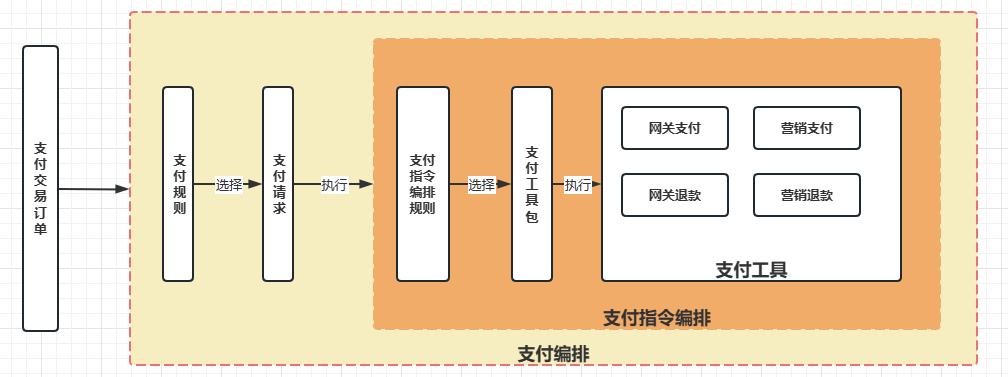 支付交易订单
支付规则
选择
支付请求
执行
支付
指令
编排
规则
选择
支付工具包
执行
网关支付
营销支付
网关退款
营销退款
支付工具
支付指令编排
支付编排